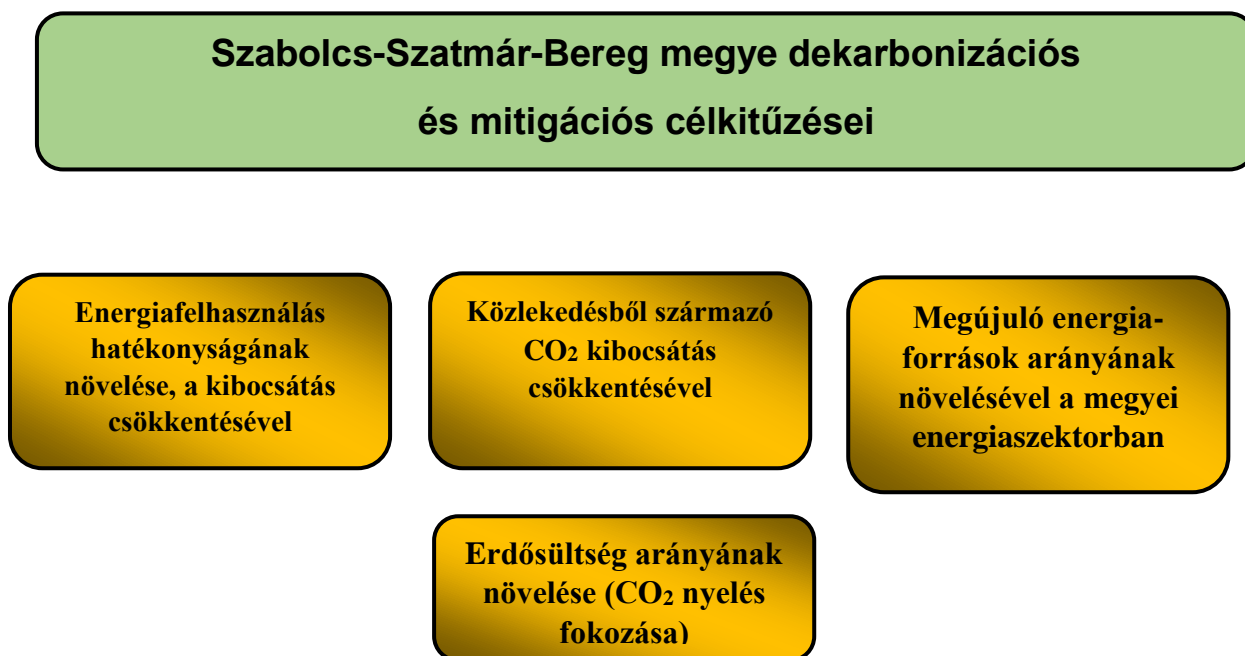 Szabolcs-Szatmár-Bereg megye dekarbonizációs
és mitigációs célkitűzései
Energiafelhasználás
hatékonyságának
növelése, a kibocsátás
csökkentésével
Közlekedésből származó
CO₂ kibocsátás
csökkentésével
Megújuló energia-
források arányának
növelésével a megyei
energiaszektorban
Erdősültség arányának
növelése (CO₂ nyelés
fokozása)